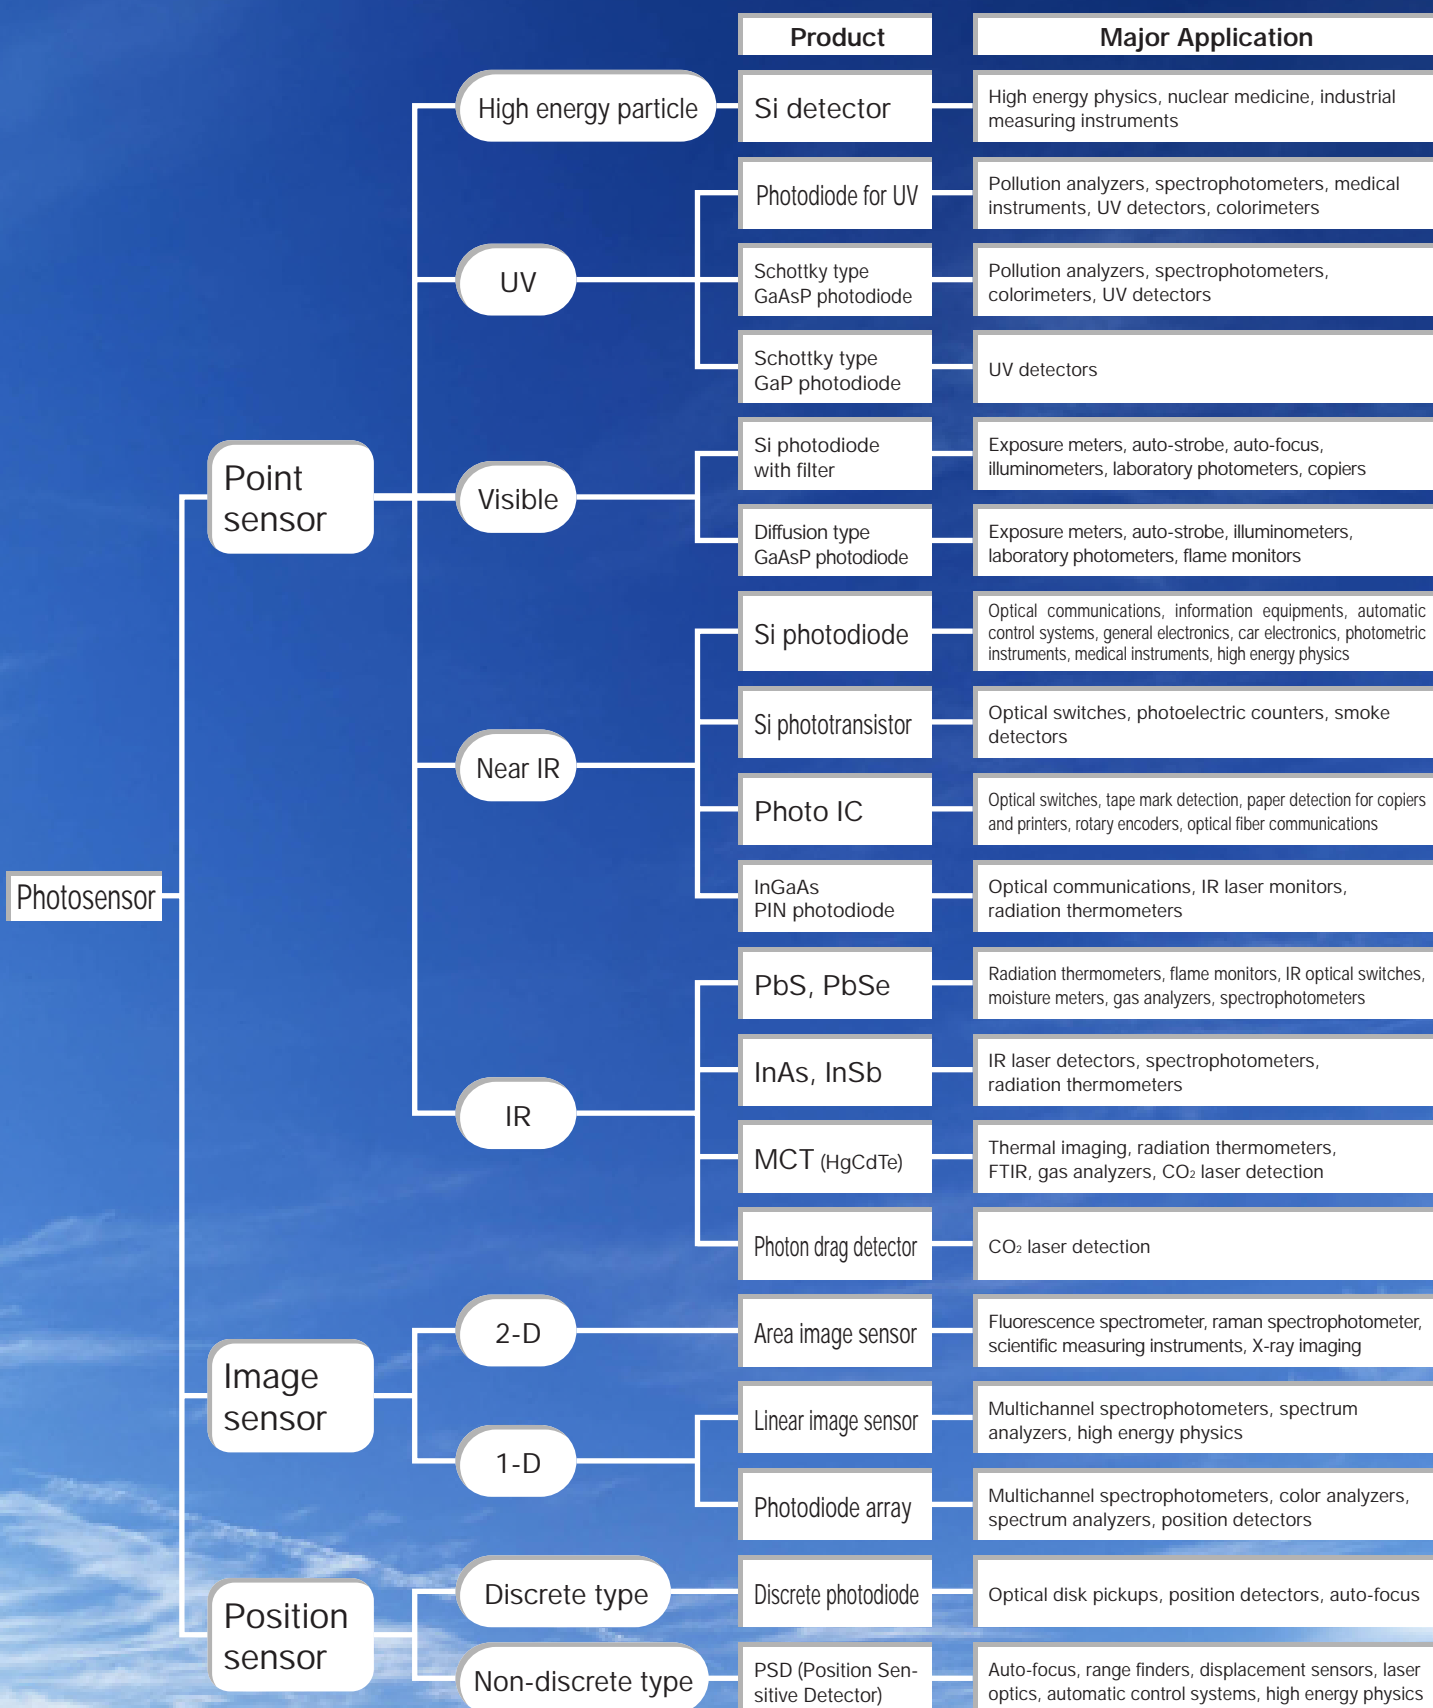 Product
Major Application
High energy particle
Si detector
High energy physics, nuclear medicine, industrial
measuring instruments
Photodiode for UV
Pollution analyzers, spectrophotometers, medical
instruments, UV detectors, colorimeters
UV
Schottky type
GaAsP photodiode
Pollution analyzers, spectrophotometers,
colorimeters, UV detectors
Schottky type
GaP photodiode
UV detectors
Point
sensor
Visible
Si photodiode
with filter
Exposure meters, auto-strobe, auto-focus,
illuminometers, laboratory photometers, copiers
Diffusion type
GaAsP photodiode
Exposure meters, auto-strobe, illuminometers,
laboratory photometers, flame monitors
Si photodiode
Optical communications, information equipments, automatic
control systems, general electronics, car electronics, photometric
instruments, medical instruments, high energy physics
Near IR
Si phototransistor
Optical switches, photoelectric counters, smoke
detectors
Photo IC
Optical switches, tape mark detection, paper detection for copiers
and printers, rotary encoders, optical fiber communications
Photosensor
InGaAs
PIN photodiode
Optical communications, IR laser monitors,
radiation thermometers
PbS, PbSe
Radiation thermometers, flame monitors, IR optical switches,
moisture meters, gas analyzers, spectrophotometers
IR
InAs, InSb
IR laser detectors, spectrophotometers,
radiation thermometers
MCT (HgCdTe)
Thermal imaging, radiation thermometers,
FTIR, gas analyzers, CO2 laser detection
Photon drag detector
CO2 laser detection
Image
sensor
2-D
Area image sensor
Fluorescence spectrometer, raman spectrophotometer,
scientific measuring instruments, X-ray imaging
1-D
Linear image sensor
Multichannel spectrophotometers, spectrum
analyzers, high energy physics
Photodiode array
Multichannel spectrophotometers, color analyzers,
spectrum analyzers, position detectors
Position
sensor
Discrete type
Discrete photodiode
Optical disk pickups, position detectors, auto-focus
Non-discrete type
PSD (Position Sen-
sitive Detector)
Auto-focus, range finders, displacement sensors, laser
optics, automatic control systems, high energy physics